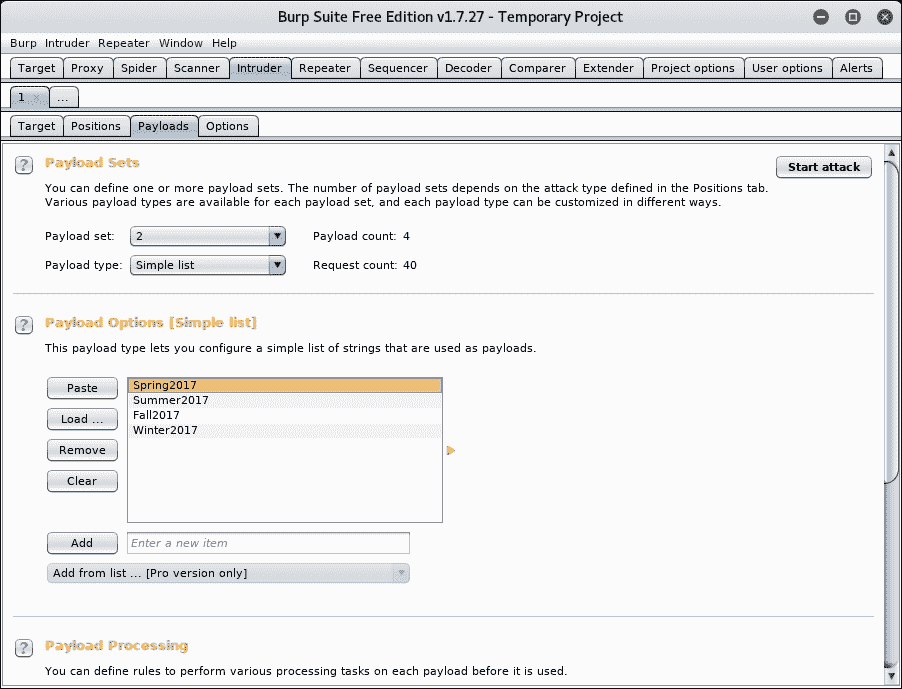 Burp Suite Free Edition v1.7.27 - Temporary Project
Burp Intruder Repeater Window Help
Target Proxy Spider Scanner Intruder Repeater Sequencer Decoder Comparer Extender Project options User options Alerts
1 × ...
Target Positions Payloads Options
? Payload Sets Start attack
You can define one or more payload sets. The number of payload sets depends on the attack type defined in the Positions tab.
Various payload types are available for each payload set, and each payload type can be customized in different ways.
Payload set: 2 Payload count: 4
Payload type: Simple list Request count: 40
? Payload Options [Simple list]
This payload type lets you configure a simple list of strings that are used as payloads.
Paste
Load ...
Remove
Clear
Spring2017
Summer2017
Fall2017
Winter2017
Add Enter a new item
Add from list ... [Pro version only]
? Payload Processing
You can define rules to perform various processing tasks on each payload before it is used.